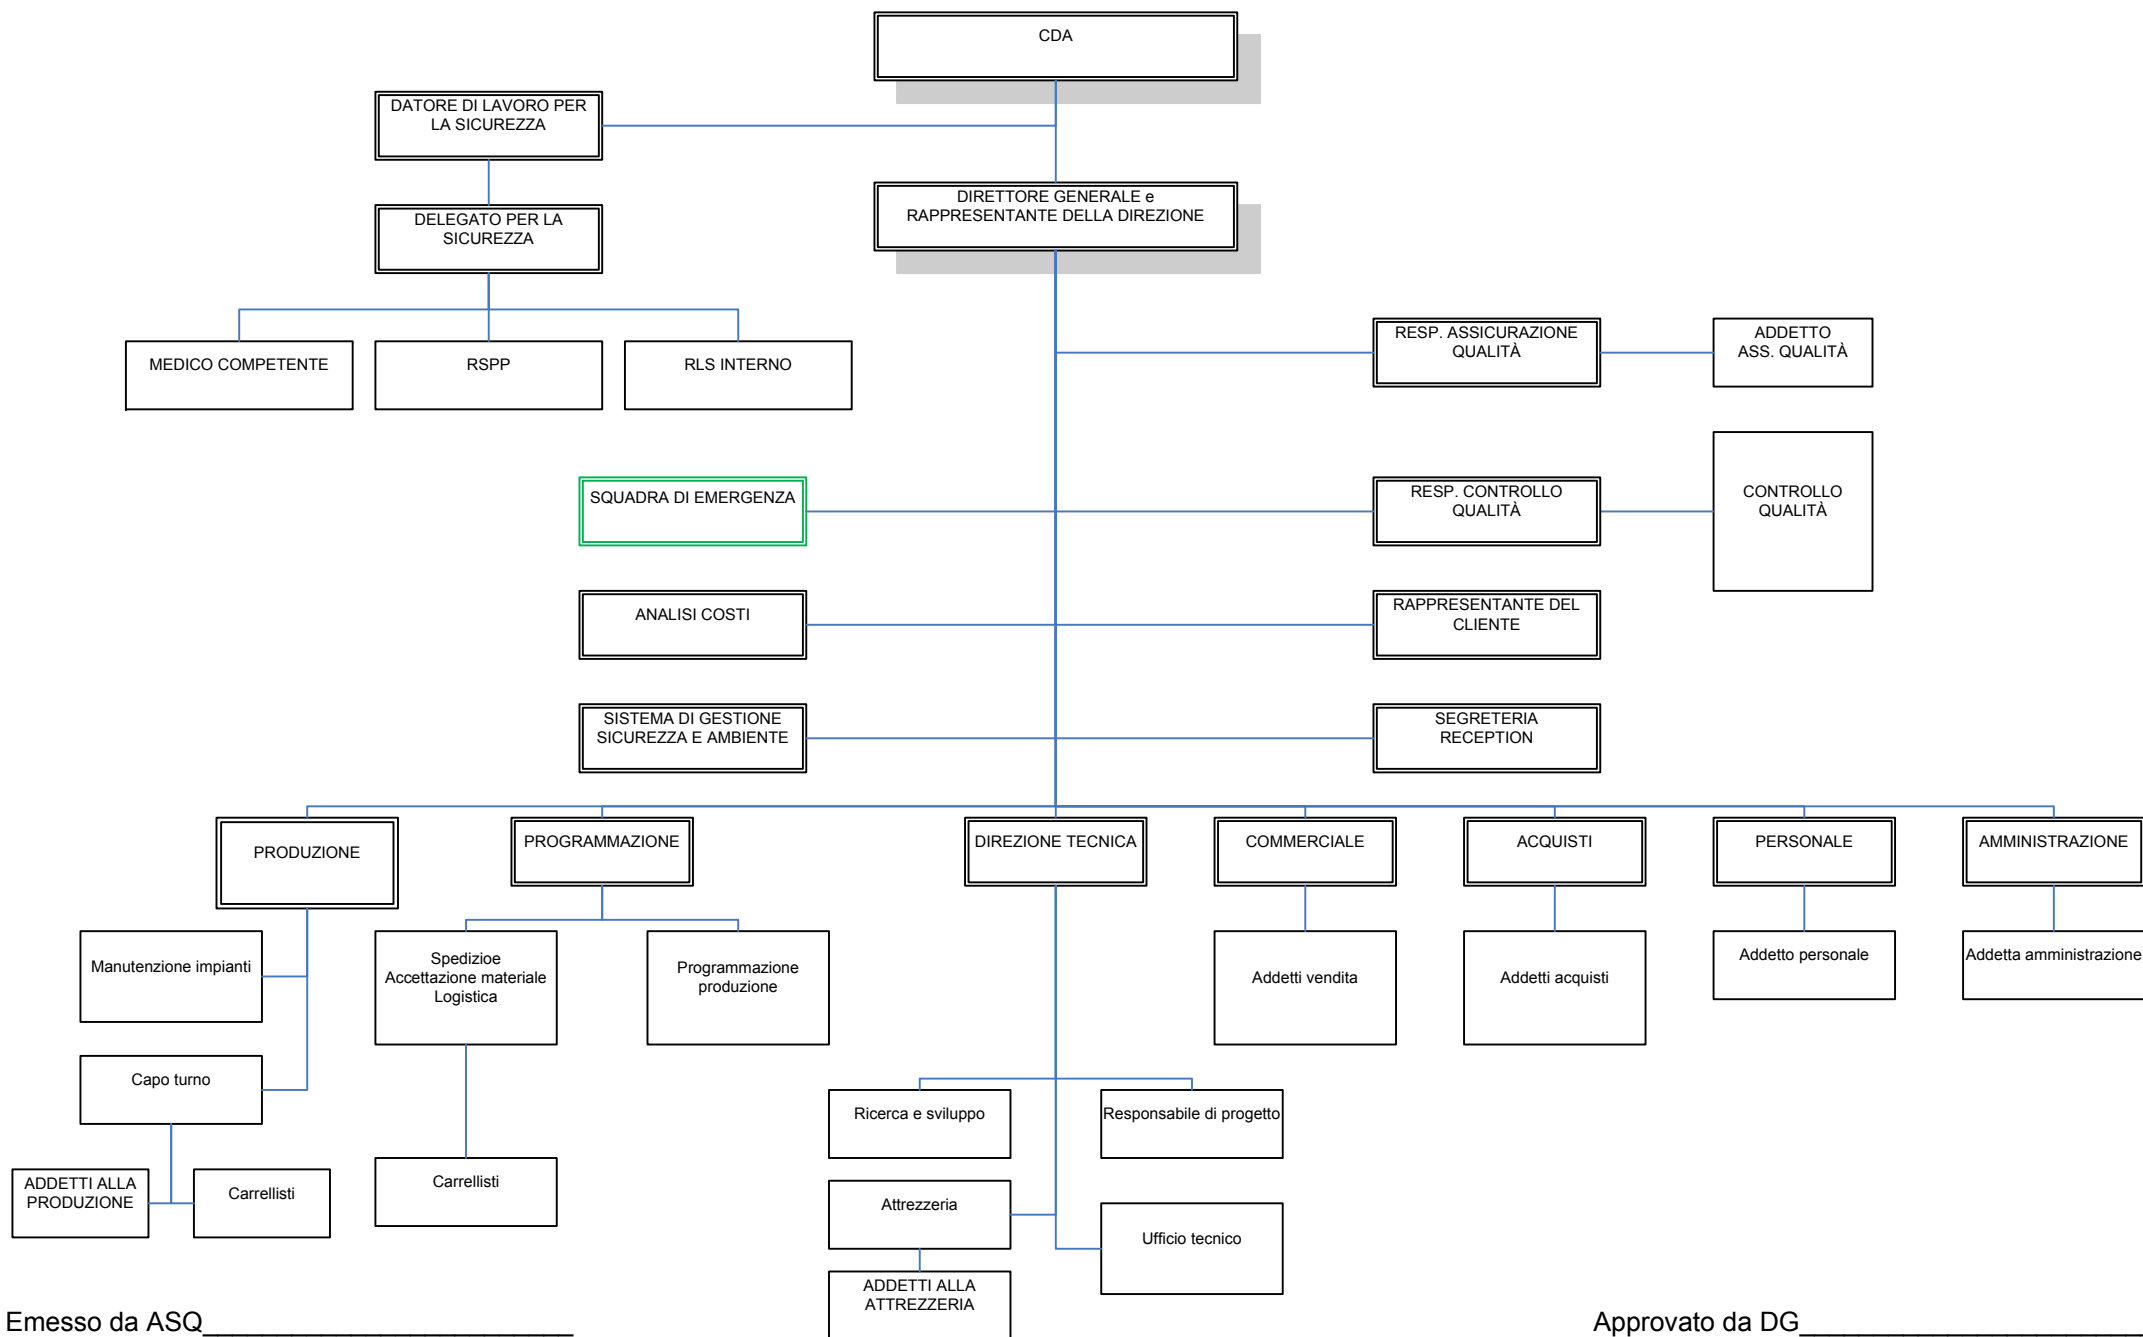 CDA
DATORE DI LAVORO PER
LA SICUREZZA
DIRETTORE GENERALE e
RAPPRESENTANTE DELLA DIREZIONE
DELEGATO PER LA
SICUREZZA
MEDICO COMPETENTE
RSPP
RLS INTERNO
RESP. ASSICURAZIONE
QUALITÀ
ADDETTO
ASS. QUALITÀ
SQUADRA DI EMERGENZA
RESP. CONTROLLO
QUALITÀ
CONTROLLO
QUALITÀ
ANALISI COSTI
RAPPRESENTANTE DEL
CLIENTE
SISTEMA DI GESTIONE
SICUREZZA E AMBIENTE
SEGRETERIA
RECEPTION
PRODUZIONE
PROGRAMMAZIONE
DIREZIONE TECNICA
COMMERCIALE
ACQUISTI
PERSONALE
AMMINISTRAZIONE
Manutenzione impianti
Spedizioe
Accettazione materiale
Logistica
Programmazione
produzione
Addetti vendita
Addetti acquisti
Addetto personale
Addetta amministrazione
Capo turno
Ricerca e sviluppo
Responsabile di progetto
ADDETTI ALLA
PRODUZIONE
Carrellisti
Carrellisti
Attrezzeria
Ufficio tecnico
ADDETTI ALLA
ATTREZZERIA
Emesso da ASQ_________________________
Approvato da DG_______________________